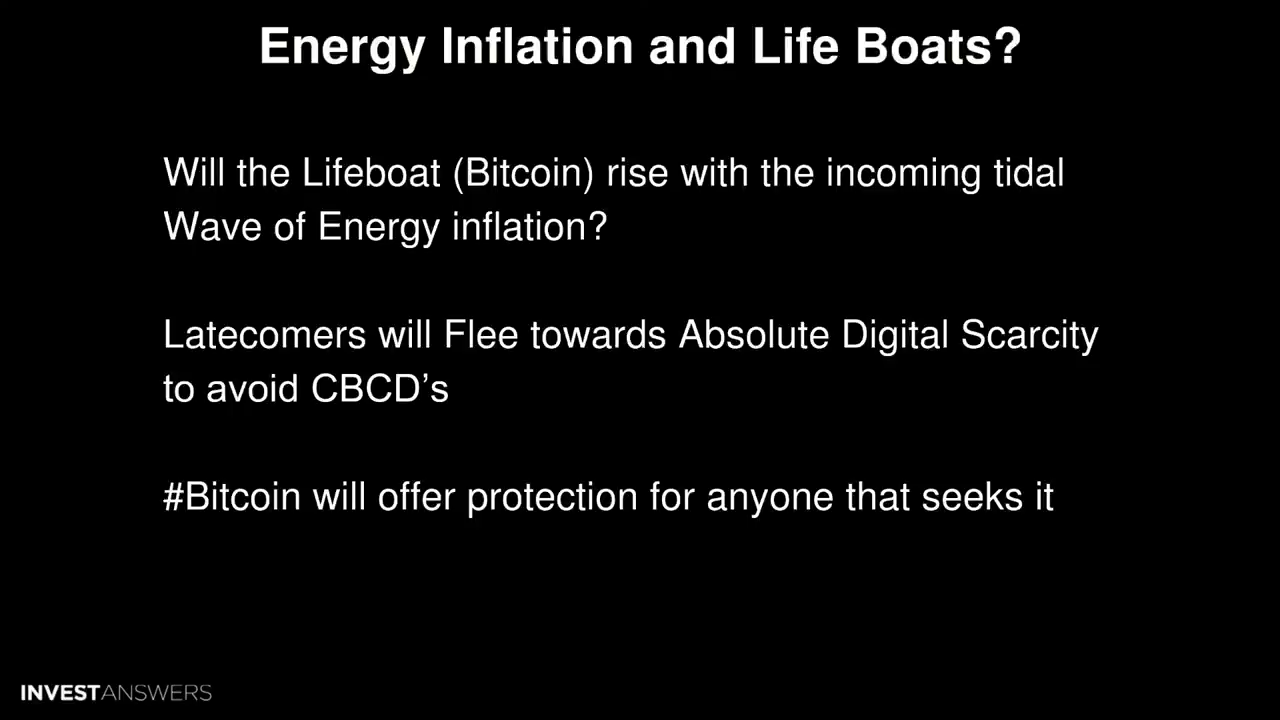 Energy Inflation and Life Boats?
Will the Lifeboat (Bitcoin) rise with the incoming tidal
Wave of Energy inflation?
Latecomers will Flee towards Absolute Digital Scarcity
to avoid CBCD’s
#Bitcoin will offer protection for anyone that seeks it
INVESTANSWERS